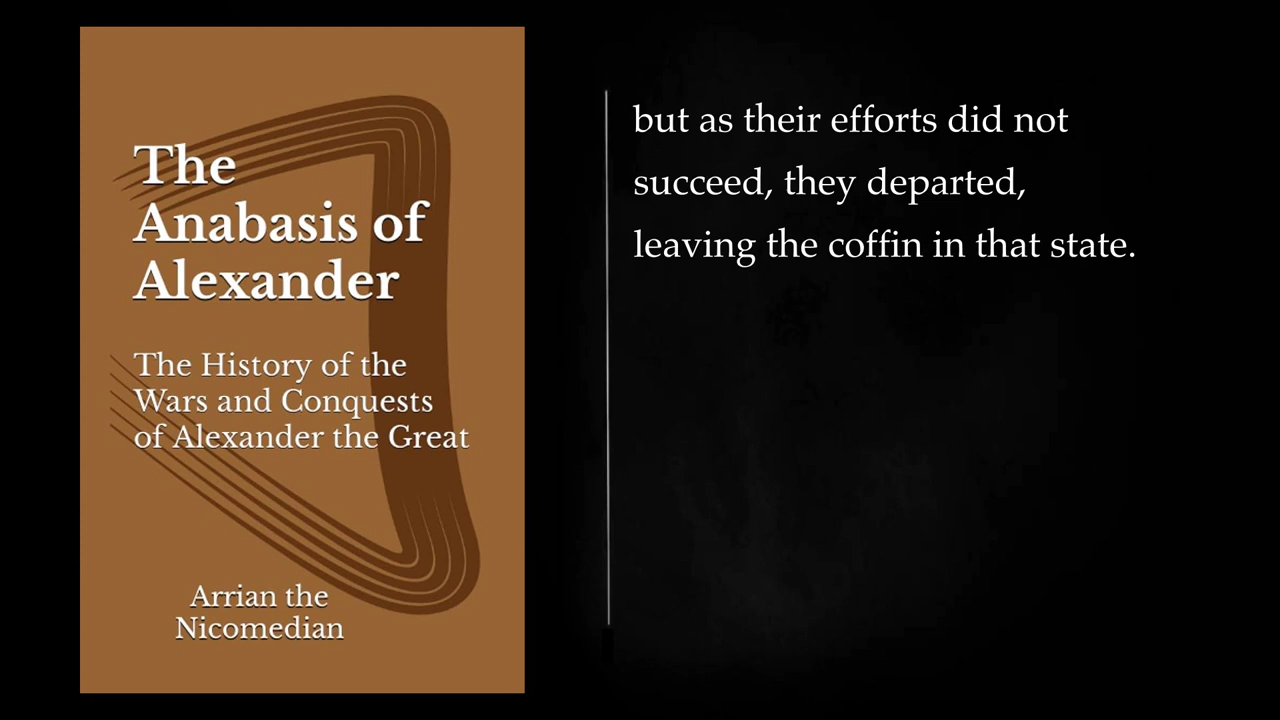 The
Anabasis of
Alexander
The History of the
Wars and Conquests
of Alexander the Great
Arrian the
Nicomedian
but as their efforts did not
succeed, they departed,
leaving the coffin in that state.